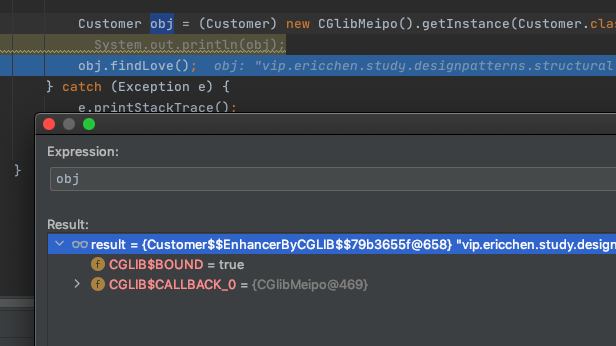 Customer obj = (Customer) new CGlibMeipo().getInstance(Customer.clas
System.out.println(obj);
obj.findLove(); obj: "vip.ericchen.study.designpatterns.structural
} catch (Exception e) {
e.printStackTrace();
}
Expression:
obj
Result:
result = {Customer$$EnhancerByCGLIB$$79b3655f@658} "vip.ericchen.study.design
f CGLIB$BOUND = true
f CGLIB$CALLBACK_0 = {CGlibMeipo@469}